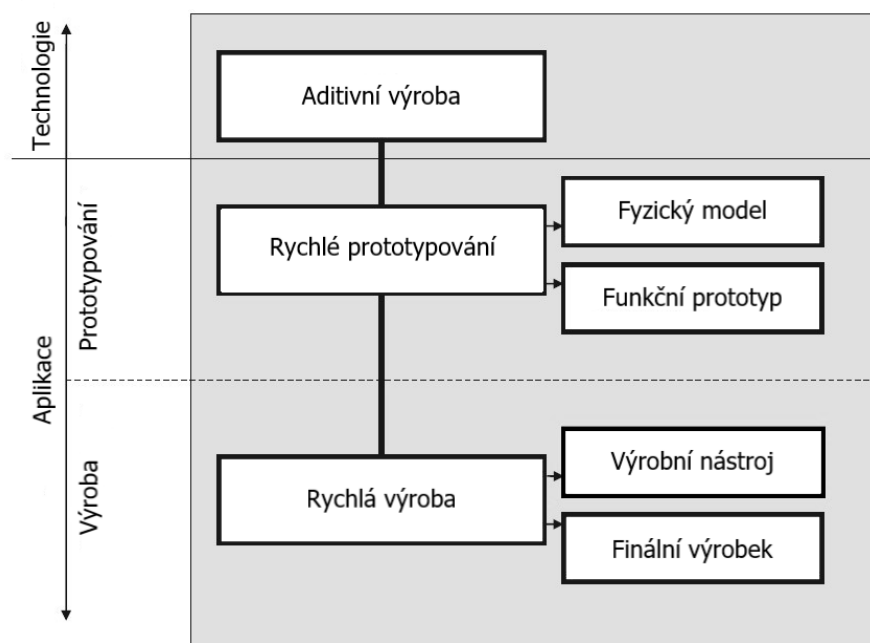 Technologie
Aditivní výroba
Aplikace
Prototypování
Rychlé prototypování
Fyzický model
Funkční prototyp
Výroba
Rychlá výroba
Výrobní nástroj
Finální výrobek